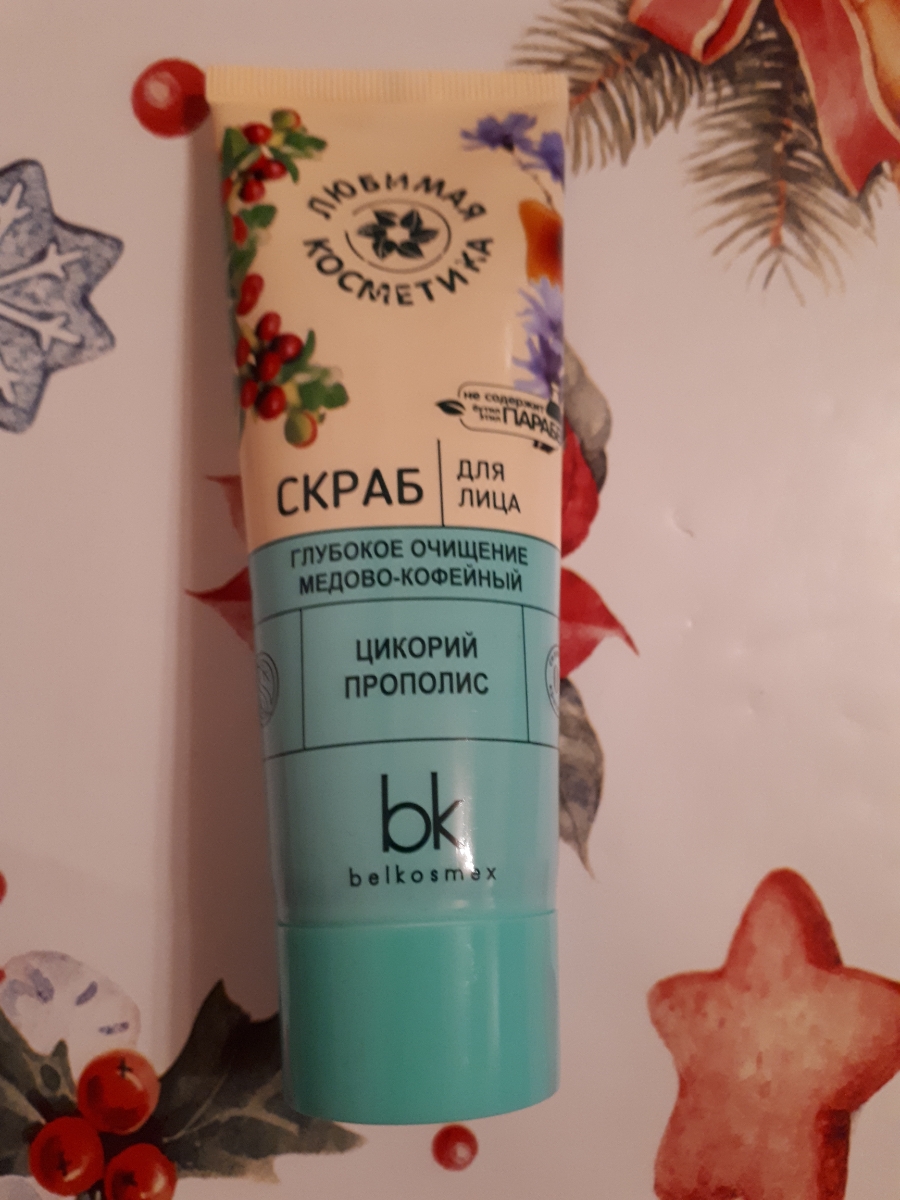 ЛЮБИМАЯ
КОСМЕТИКА
не содержит
ПАРАБЕ
СКРАБ
ДЛЯ
ЛИЦА
ГЛУБОКОЕ ОЧИЩЕНИЕ
МЕДОВО-КОФЕЙНЫЙ
ЦИКОРИЙ
ПРОПОЛИС
bk
belkosmex